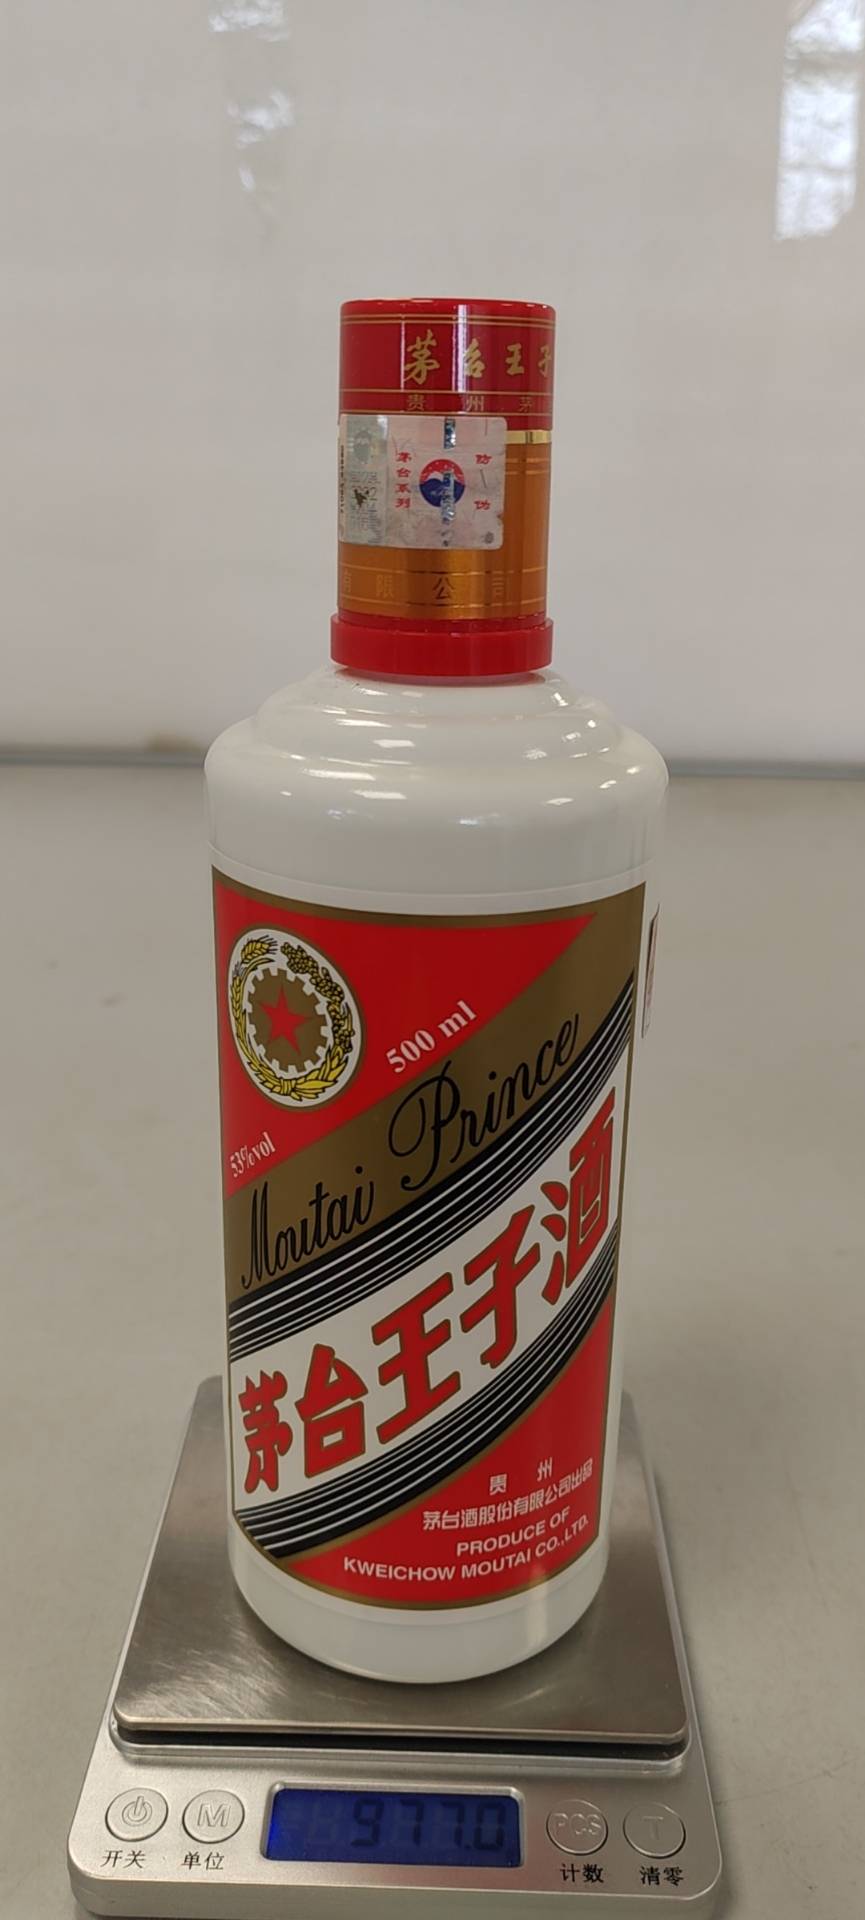 茅台王子
贵州茅
茅台系列
防伪
有限公司
500 ml
53%vol
Moutai Prince
茅台王子酒
贵州
茅台酒股份有限公司出品
PRODUCE OF
KWEICHOW MOUTAI CO.,LTD.
M
977.0
PCS
T
开关
单位
计数
清零